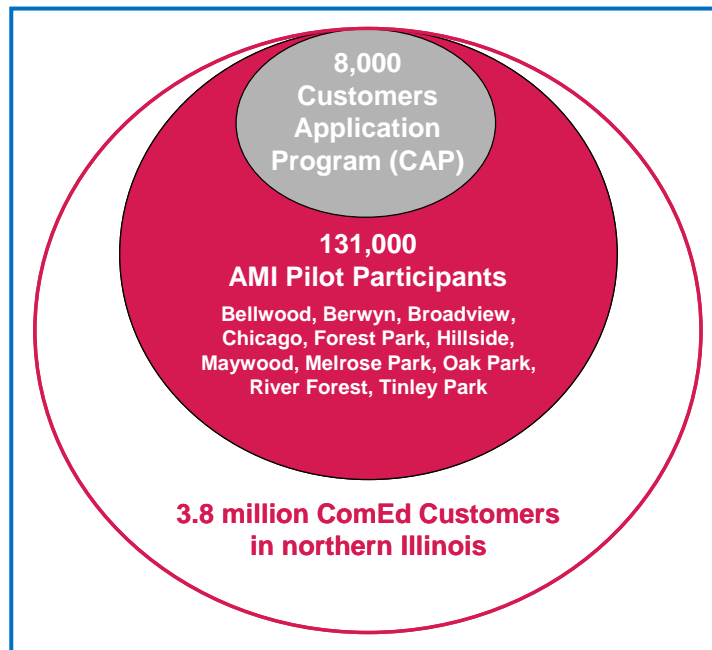 8,000
Customers
Application
Program (CAP)
131,000
AMI Pilot Participants
Bellwood, Berwyn, Broadview,
Chicago, Forest Park, Hillside,
Maywood, Melrose Park, Oak Park,
River Forest, Tinley Park
3.8 million ComEd Customers
in northern Illinois